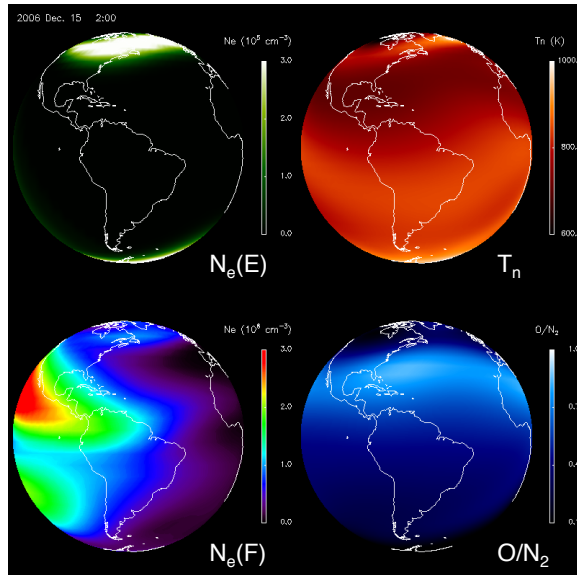 2006 Dec. 15 2:00
Ne (10⁵ cm⁻³)
3.0
2.0
1.0
0.0
Nₑ(E)
Tn (K)
1000.
800.
600.
Tₙ
Ne (10⁶ cm⁻³)
3.0
2.0
1.0
0.0
Nₑ(F)
O/N₂
O/N₂